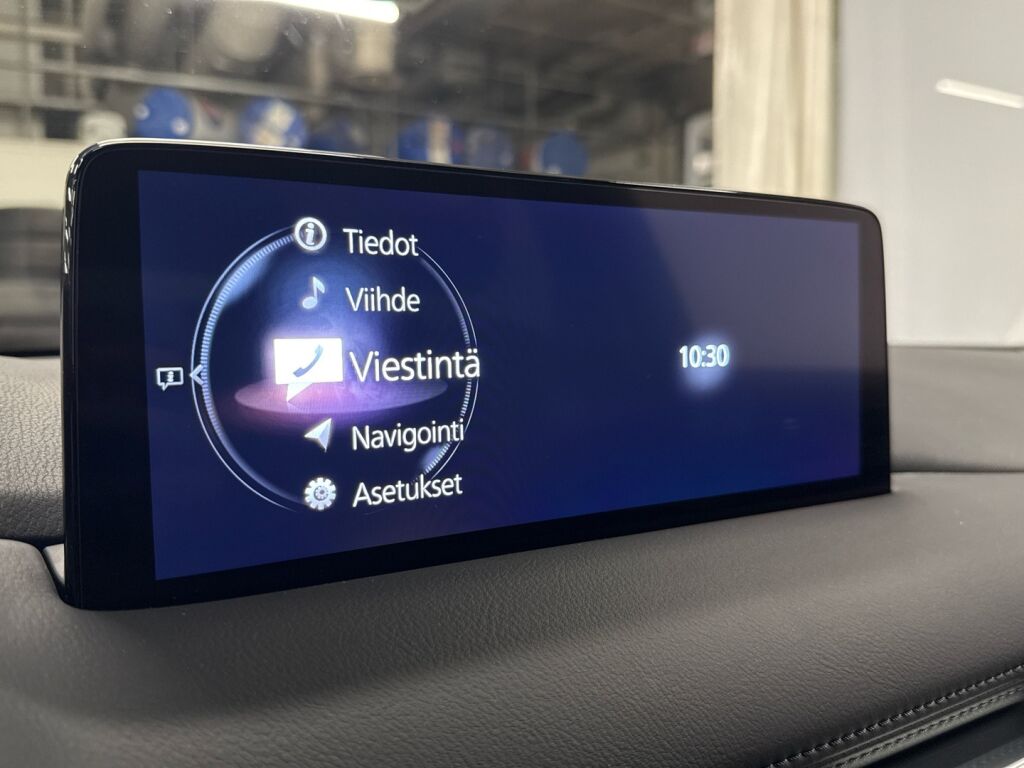 Tiedot
Viihde
Viestintä
Navigointi
Asetukset
10:30